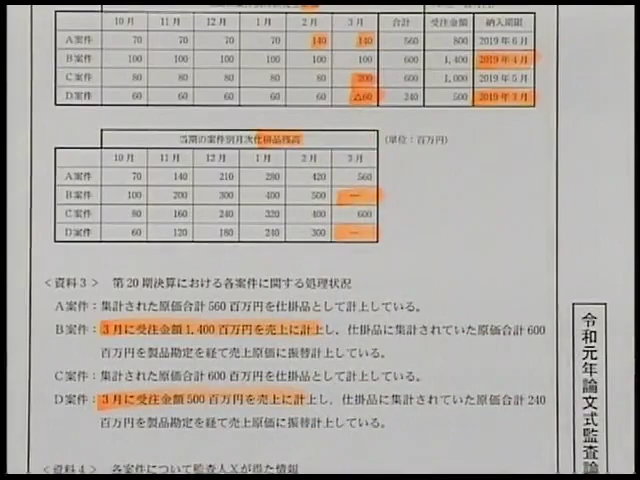 10月 11月 12月 1月 2月 3月 合計 受注金額 納入期限
A案件 70 70 70 70 140 140 560 800 2019年6月
B案件 100 100 100 100 100 100 600 1,400 2019年4月
C案件 80 80 80 80 80 200 600 1,000 2019年5月
D案件 60 60 60 60 60 △60 240 500 2019年3月
当期の案件別月次仕掛品残高 (単位:百万円)
10月 11月 12月 1月 2月 3月
A案件 70 140 210 280 420 560
B案件 100 200 300 400 500 —
C案件 80 160 240 320 400 600
D案件 60 120 180 240 300 —
<資料3> 第20期決算における各案件に関する処理状況
A案件:集計された原価合計560百万円を仕掛品として計上している。
B案件:3月に受注金額1,400百万円を売上に計上し、仕掛品に集計されていた原価合計600
百万円を製品勘定を経て売上原価に振替計上している。
C案件:集計された原価合計600百万円を仕掛品として計上している。
D案件:3月に受注金額500百万円を売上に計上し、仕掛品に集計されていた原価合計240
百万円を製品勘定を経て売上原価に振替計上している。
<資料4> 各案件について監査人Xが得た情報
令和元年論文式監査論